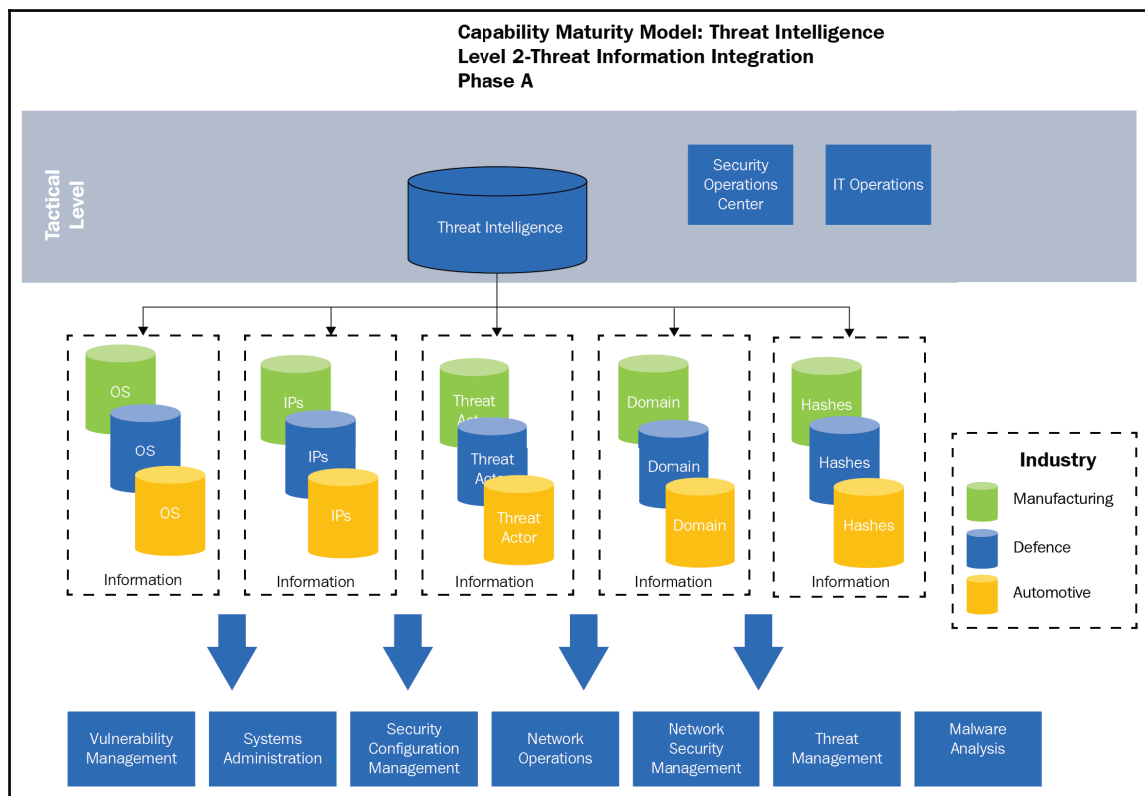 Capability Maturity Model: Threat Intelligence
Level 2-Threat Information Integration
Phase A
Tactical
Level
Threat Intelligence
Security
Operations
Center
IT Operations
OS
OS
OS
Information
IPs
IPs
IPs
Information
Threat
Actor
Threat
Actor
Threat
Actor
Information
Domain
Domain
Domain
Information
Hashes
Hashes
Hashes
Information
Industry
Manufacturing
Defence
Automotive
Vulnerability
Management
Systems
Administration
Security
Configuration
Management
Network
Operations
Network
Security
Management
Threat
Management
Malware
Analysis